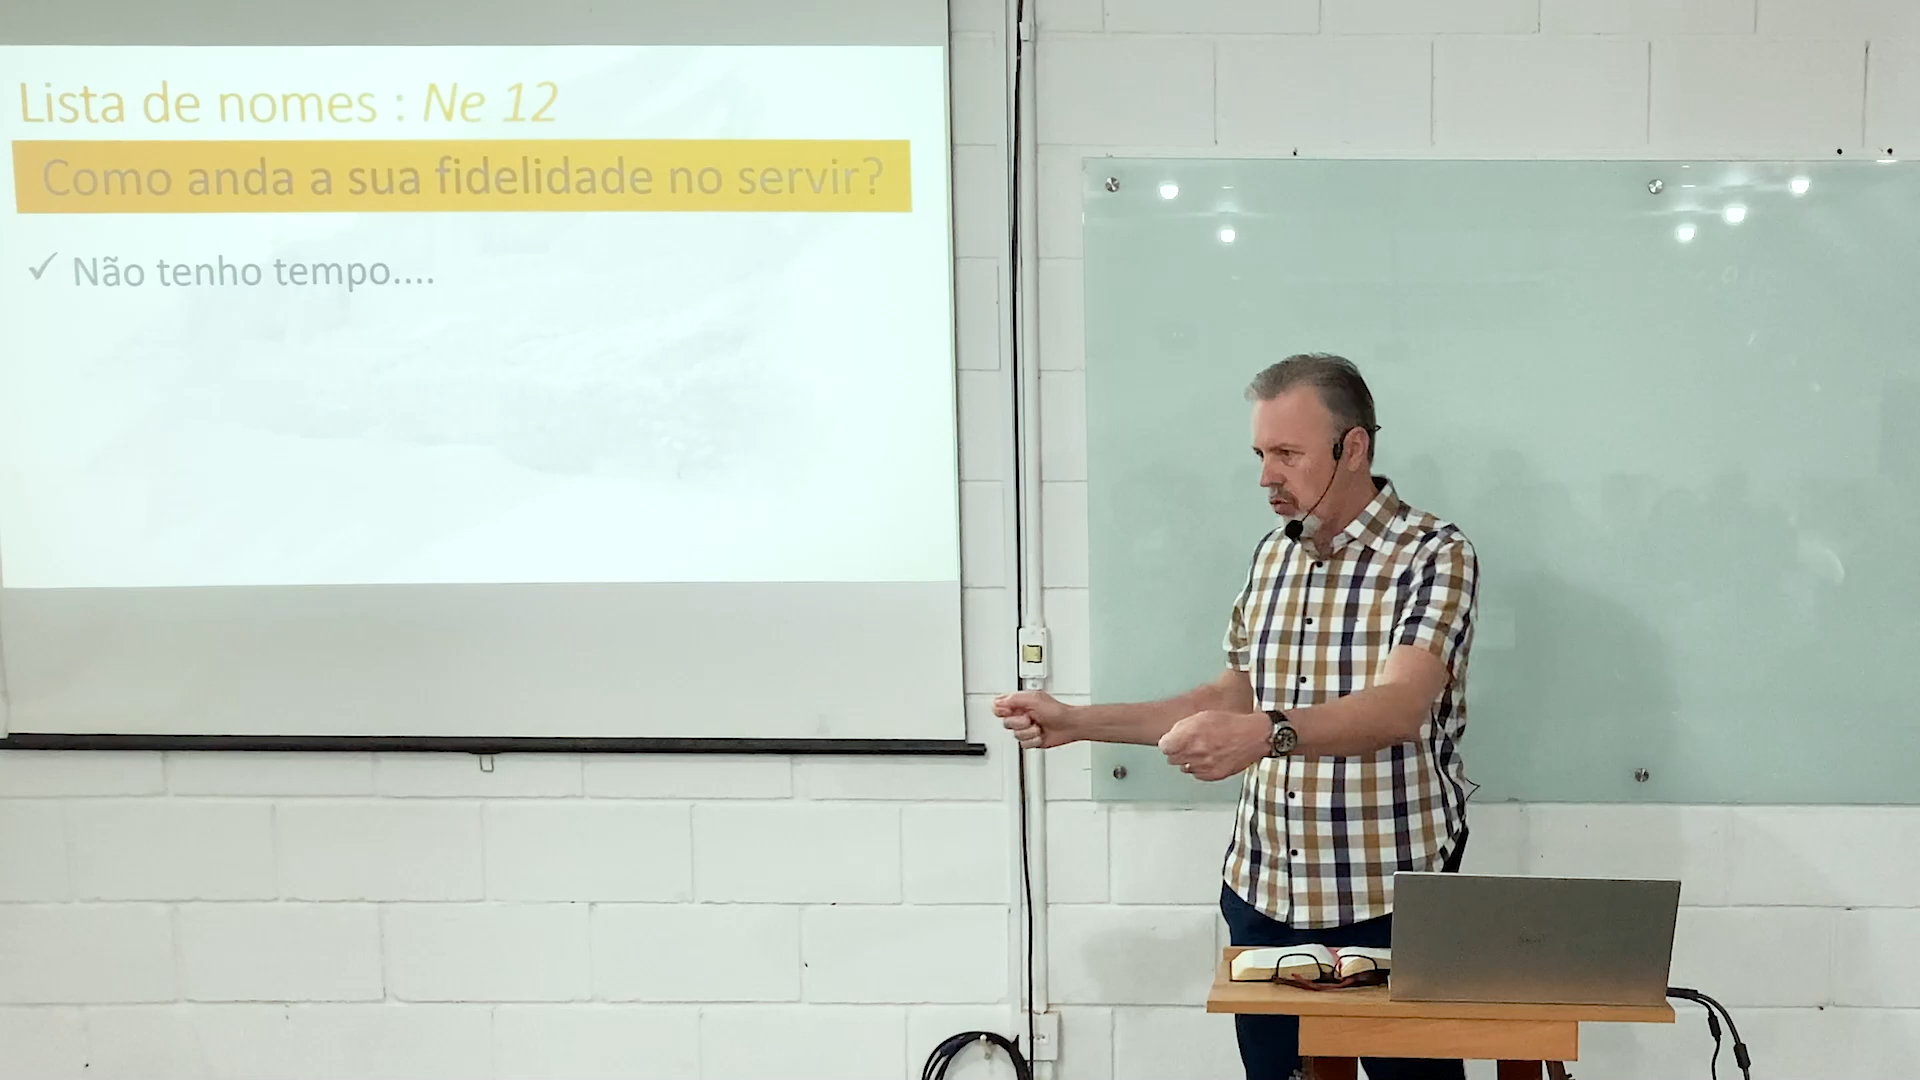 Lista de nomes : Ne 12
Como anda a sua fidelidade no servir?
✓ Não tenho tempo....